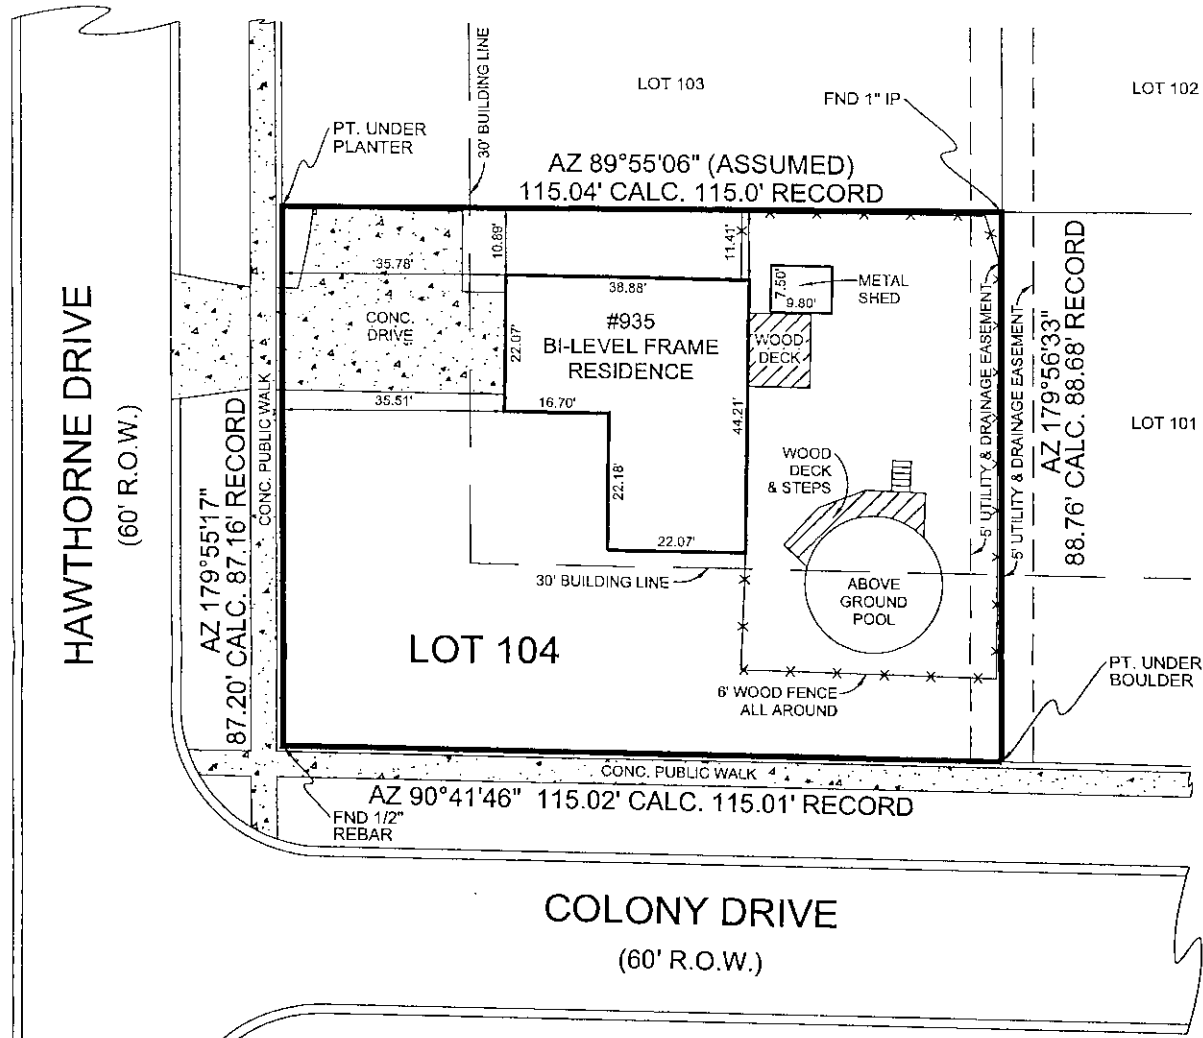 LOT 103
LOT 102
FND 1" IP
30' BUILDING LINE
PT. UNDER
PLANTER
AZ 89°55'06" (ASSUMED)
115.04' CALC. 115.0' RECORD
10.89'
11.41'
35.78'
38.88'
7.50'
9.80'
METAL
SHED
CONC.
DRIVE
22.07'
#935
BI-LEVEL FRAME
RESIDENCE
WOOD
DECK
35.51'
16.70'
44.21'
22.18'
22.07'
WOOD
DECK
& STEPS
5' UTILITY & DRAINAGE EASEMENT
5' UTILITY & DRAINAGE EASEMENT
AZ 179°56'33"
88.76' CALC. 88.68' RECORD
LOT 101
HAWTHORNE DRIVE
(60' R.O.W.)
AZ 179°55'17"
87.20' CALC. 87.16' RECORD
CONC. PUBLIC WALK
30' BUILDING LINE
ABOVE
GROUND
POOL
LOT 104
6' WOOD FENCE
ALL AROUND
PT. UNDER
BOULDER
CONC. PUBLIC WALK
AZ 90°41'46" 115.02' CALC. 115.01' RECORD
FND 1/2"
REBAR
COLONY DRIVE
(60' R.O.W.)